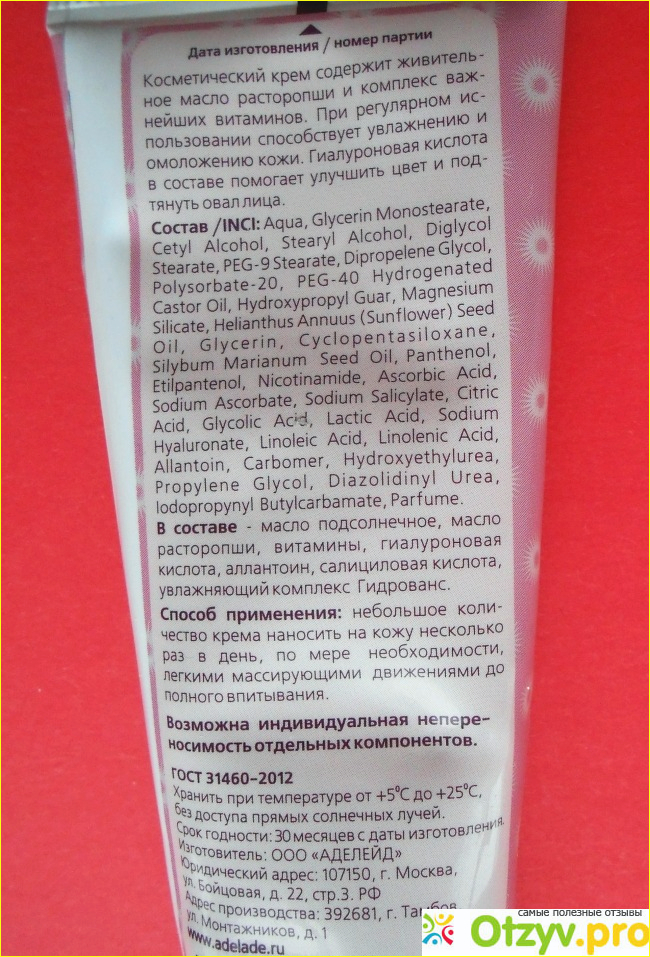 Дата изготовления / номер партии
Косметический крем содержит живитель-
ное масло расторопши и комплекс важ-
нейших витаминов. При регулярном ис-
пользовании способствует увлажнению и
омоложению кожи. Гиалуроновая кислота
в составе помогает улучшить цвет и под-
тянуть овал лица.
Состав /INCI: Aqua, Glycerin Monostearate,
Cetyl Alcohol, Stearyl Alcohol, Diglycol
Stearate, PEG-9 Stearate, Dipropelene Glycol,
Polysorbate-20, PEG-40 Hydrogenated
Castor Oil, Hydroxypropyl Guar, Magnesium
Silicate, Helianthus Annuus (Sunflower) Seed
Oil, Glycerin, Cyclopentasiloxane,
Silybum Marianum Seed Oil, Panthenol,
Etilpantenol, Nicotinamide, Ascorbic Acid,
Sodium Ascorbate, Sodium Salicylate, Citric
Acid, Glycolic Acid, Lactic Acid, Sodium
Hyaluronate, Linoleic Acid, Linolenic Acid,
Allantoin, Carbomer, Hydroxyethylurea,
Propylene Glycol, Diazolidinyl Urea,
Iodopropynyl Butylcarbamate, Parfume.
В составе - масло подсолнечное, масло
расторопши, витамины, гиалуроновая
кислота, аллантоин, салициловая кислота,
увлажняющий комплекс Гидрованс.
Способ применения: небольшое коли-
чество крема наносить на кожу несколько
раз в день, по мере необходимости,
легкими массирующими движениями до
полного впитывания.
Возможна индивидуальная непере-
носимость отдельных компонентов.
ГОСТ 31460-2012
Хранить при температуре от +5°С до +25°С,
без доступа прямых солнечных лучей.
Срок годности: 30 месяцев с даты изготовления.
Изготовитель: ООО «АДЕЛЕЙД»
Юридический адрес: 107150, г. Москва,
ул. Бойцовая, д. 22, стр.3. РФ
Адрес производства: 392681, г. Тамбов
ул. Монтажников, д. 1
www.adelade.ru
самые полезные отзывы
Otzyv.pro